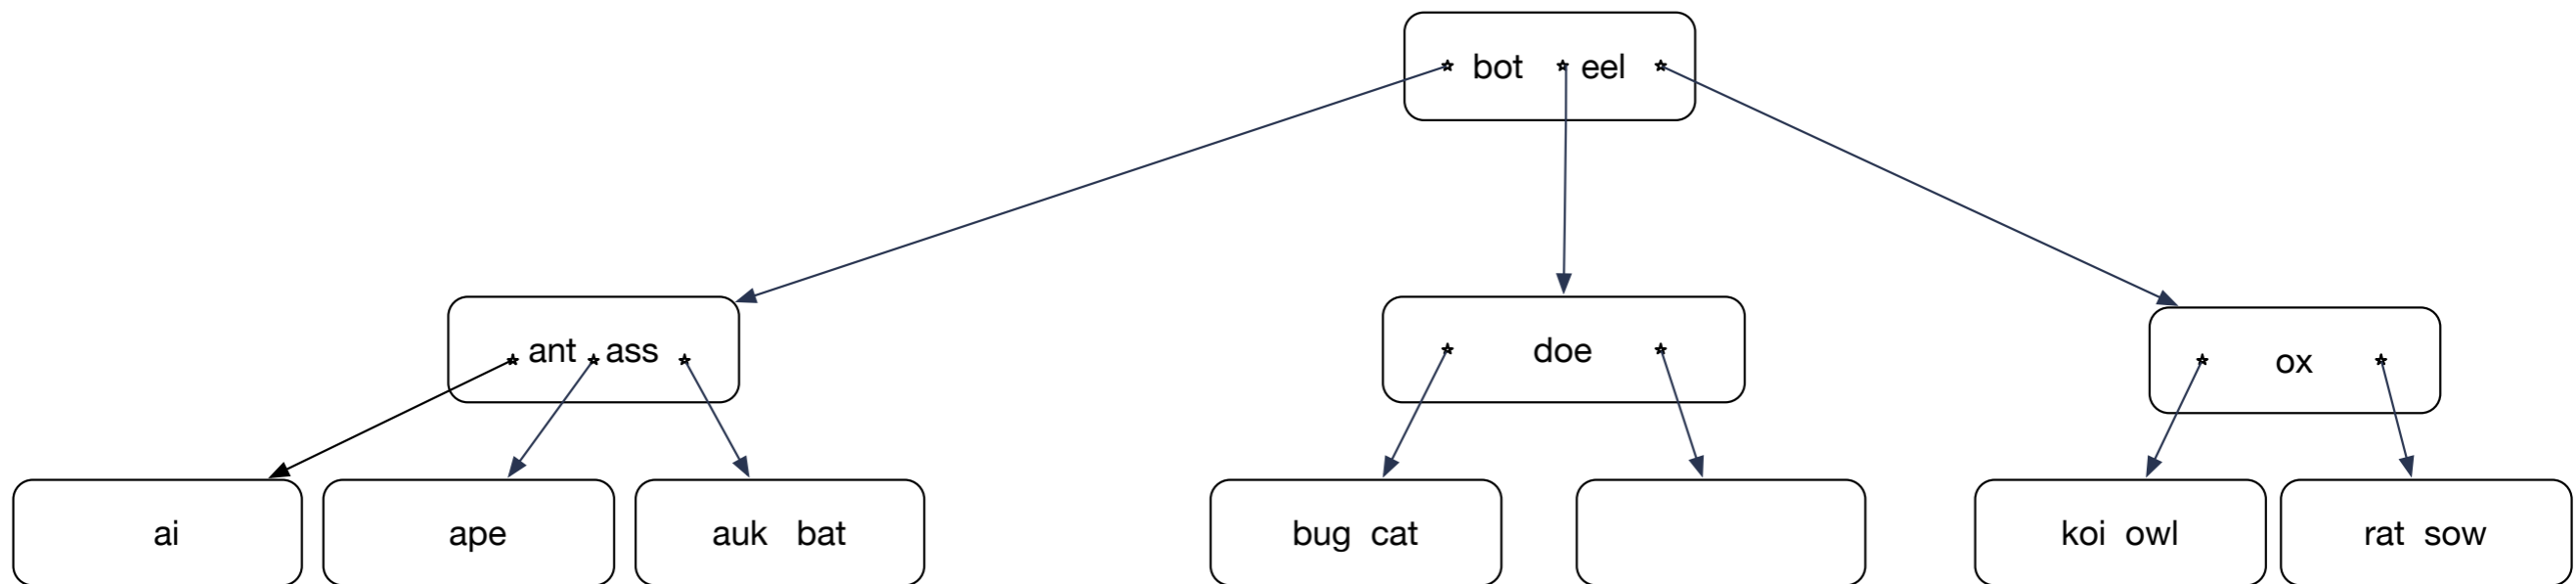 bot eel
ant ass
doe
ox
ai
ape
auk bat
bug cat
koi owl
rat sow